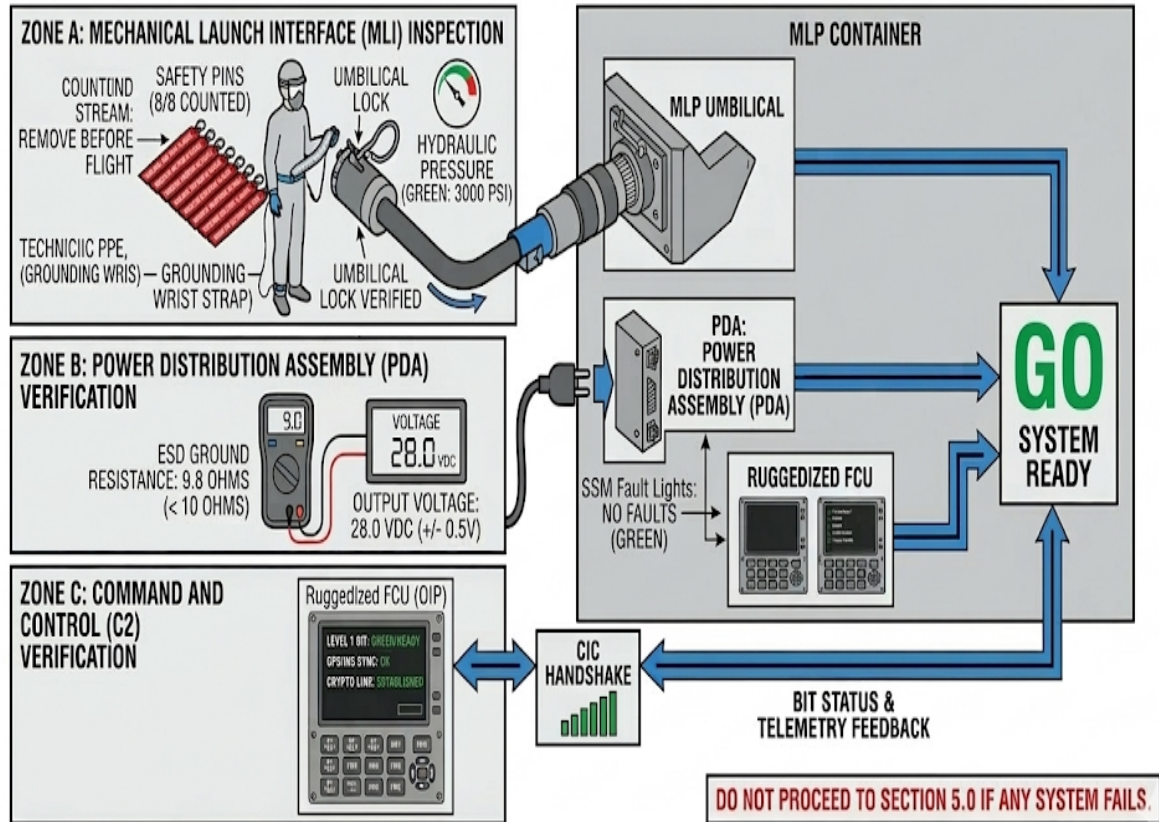 ZONE A: MECHANICAL LAUNCH INTERFACE (MLI) INSPECTION
COUNTDIND
STREAM:
REMOVE BEFORE
FLIGHT
SAFETY PINS
(8/8 COUNTED)
UMBILICAL
LOCK
HYDRAULIC
PRESSURE
(GREEN: 3000 PSI)
TECHNICIIC PPE,
(GROUNDING WRIS)
GROUNDING
WRIST STRAP)
UMBILICAL
LOCK VERIFIED
MLP CONTAINER
MLP UMBILICAL
PDA:
POWER
DISTRIBUTION
ASSEMBLY (PDA)
SSM Fault Lights:
NO FAULTS
(GREEN)
RUGGEDIZED FCU
GO
SYSTEM
READY
ZONE B: POWER DISTRIBUTION ASSEMBLY (PDA)
VERIFICATION
ESD GROUND
RESISTANCE: 9.8 OHMS
(< 10 OHMS)
9.0
VOLTAGE
28.0 VDC
OUTPUT VOLTAGE:
28.0 VDC (+/- 0.5V)
ZONE C: COMMAND AND
CONTROL (C2)
VERIFICATION
Ruggedlzed FCU (OIP)
LEVEL 1 BIT: GREEN/READY
GPS/INS SYNC: OK
CRYPTO LINR: SDTABLISNED
CIC
HANDSHAKE
BIT STATUS &
TELEMETRY FEEDBACK
DO NOT PROCEED TO SECTION 5.0 IF ANY SYSTEM FAILS.